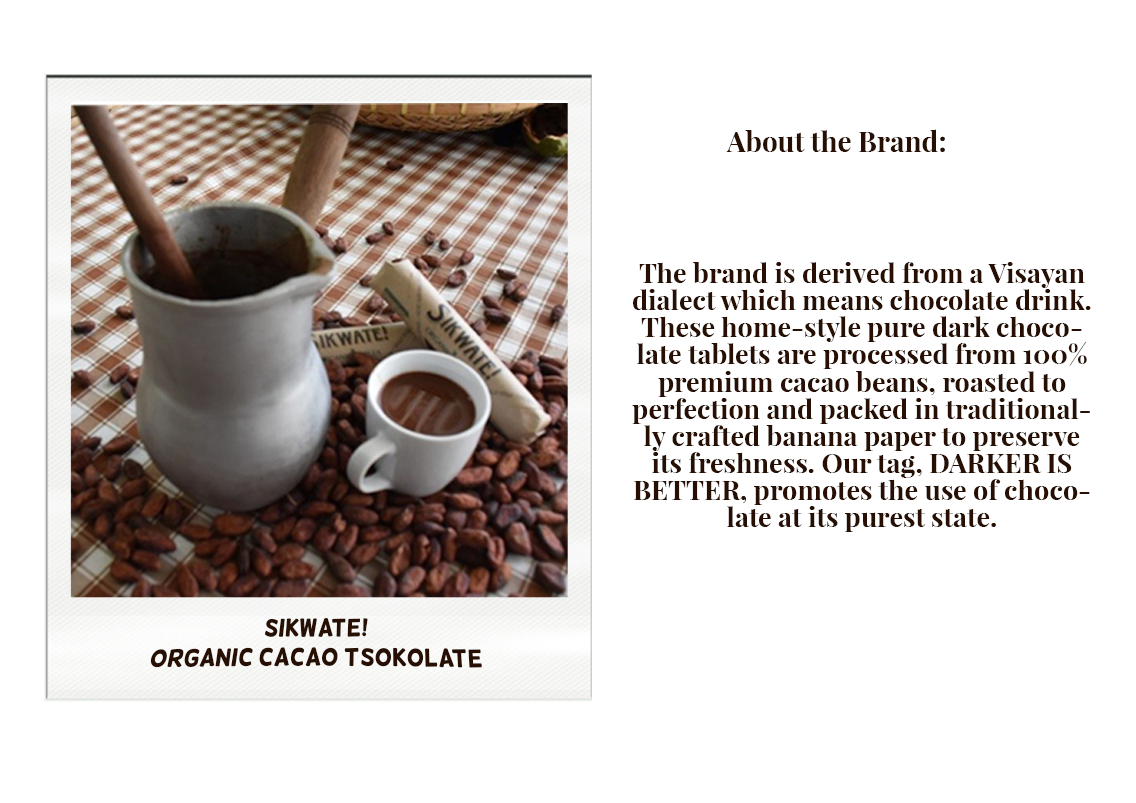 About the Brand:
The brand is derived from a Visayan
dialect which means chocolate drink.
These home-style pure dark choco-
late tablets are processed from 100%
premium cacao beans, roasted to
perfection and packed in traditional-
ly crafted banana paper to preserve
its freshness. Our tag, DARKER IS
BETTER, promotes the use of choco-
late at its purest state.
SIKWATE!
SIKWATE!
SIKWATE!
ORGANIC CACAO TSOKOLATE